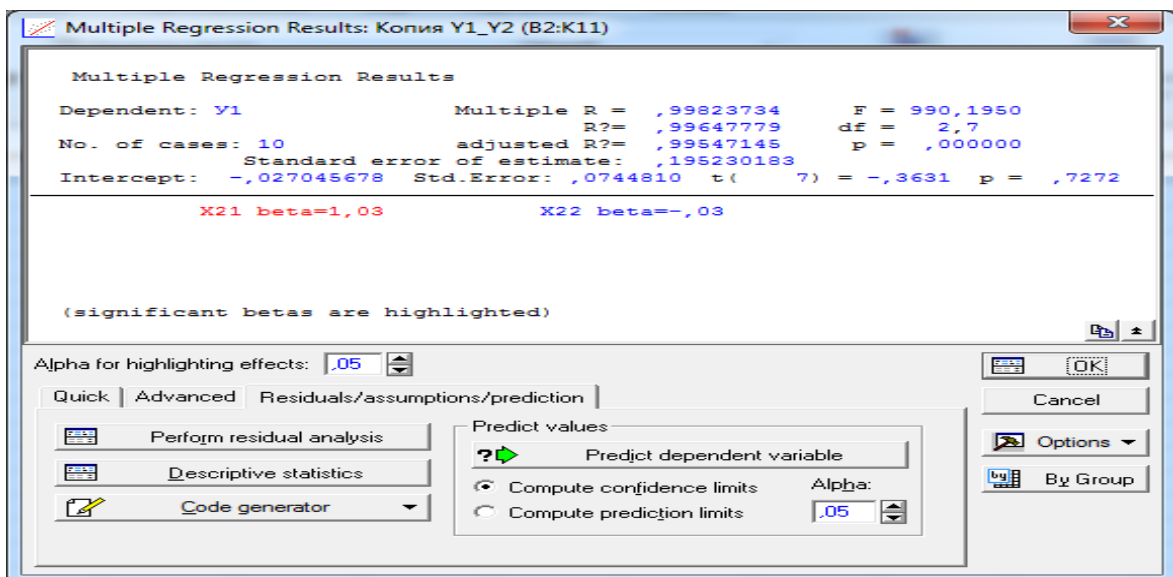 Multiple Regression Results: Копия Y1_Y2 (B2:K11)
Multiple Regression Results
Dependent: У1 Multiple R = ,99823734 F = 990,1950
R?= ,99647779 df = 2,7
No. of cases: 10 adjusted R?= ,99547145 p = ,000000
Standard error of estimate: ,195230183
Intercept: -,027045678 Std.Error: ,0744810 t( 7) = -,3631 p = ,7272
X21 beta=1,03 X22 beta=-,03
(significant betas are highlighted)
Alpha for highlighting effects: ,05
OK
Quick Advanced Residuals/assumptions/prediction
Cancel
Perform residual analysis
Predict values
Options
?
Predict dependent variable
Descriptive statistics
Compute confidence limits Alpha:
By Group
Code generator
Compute prediction limits ,05